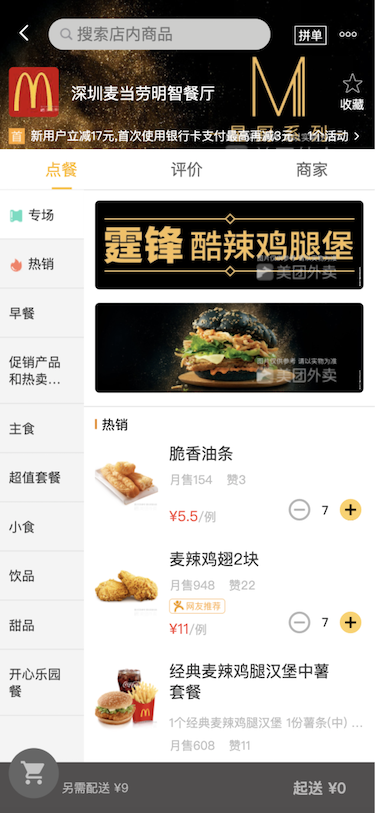 搜索店内商品
拼单
深圳麦当劳明智餐厅
收藏
首 新用户立减17元,首次使用银行卡支付最高再减3元 1个活动
点餐
评价
商家
专场
热销
早餐
促销产品
和热卖...
主食
超值套餐
小食
饮品
甜品
开心乐园
餐
霆锋 酷辣鸡腿堡
美团外卖
图片仅供参考 请以实物为准
美团外卖
热销
脆香油条
月售154 赞3
¥5.5/例
7
麦辣鸡翅2块
月售948 赞22
网友推荐
¥11/例
7
经典麦辣鸡腿汉堡中薯
套餐
1个经典麦辣鸡腿汉堡 1份薯条(中) ...
月售608 赞11
另需配送 ¥9
起送 ¥0